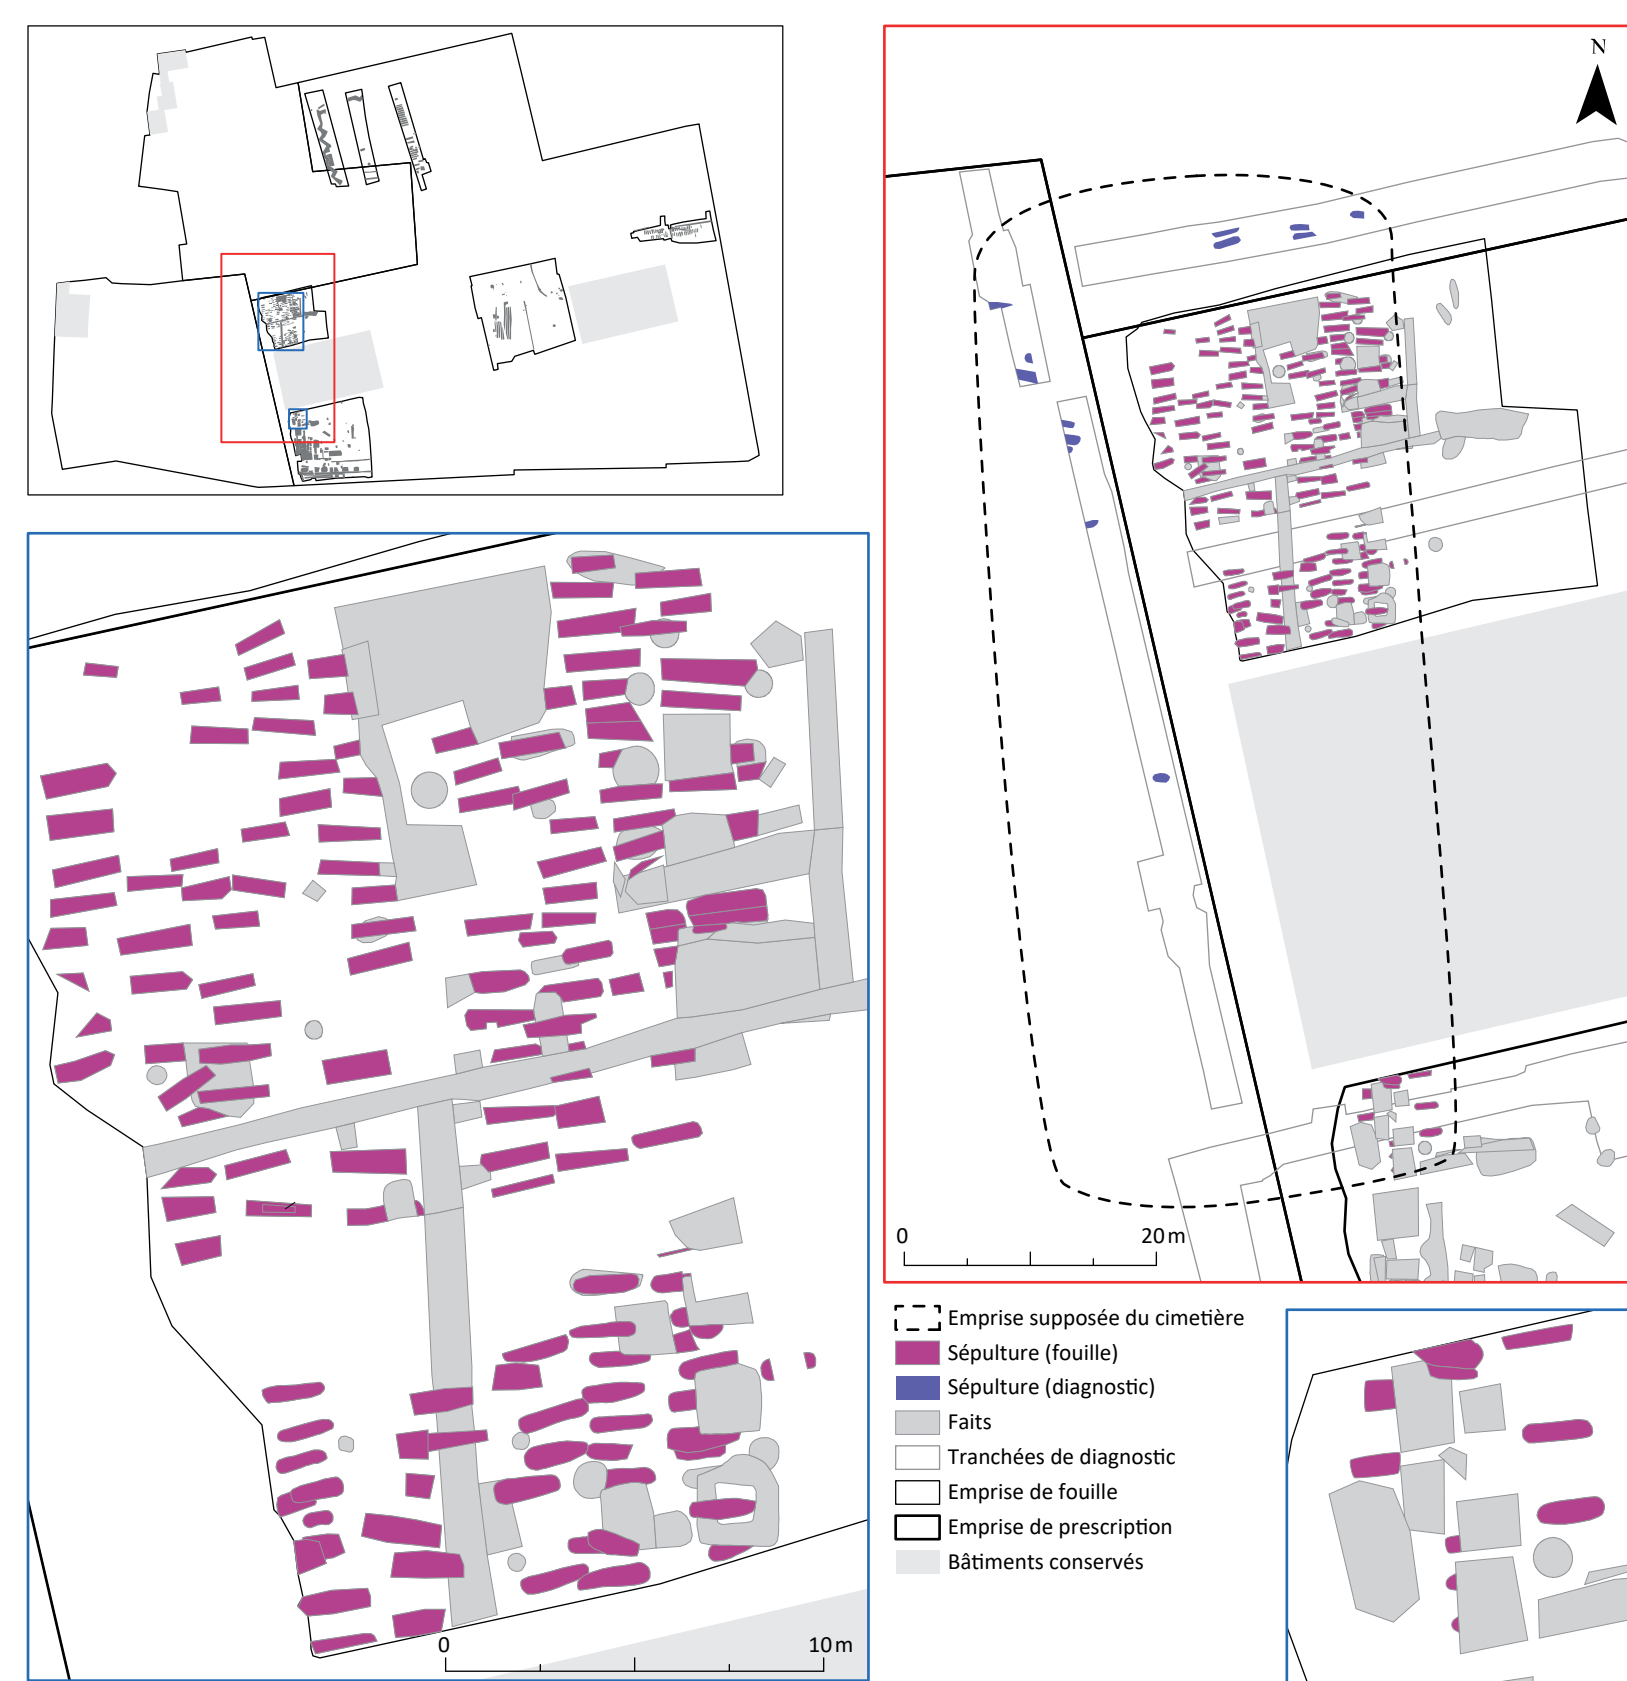 N
0 20 m
Emprise supposée du cimetière
Sépulture (fouille)
Sépulture (diagnostic)
Faits
Tranchées de diagnostic
Emprise de fouille
Emprise de prescription
Bâtiments conservés
0 10 m